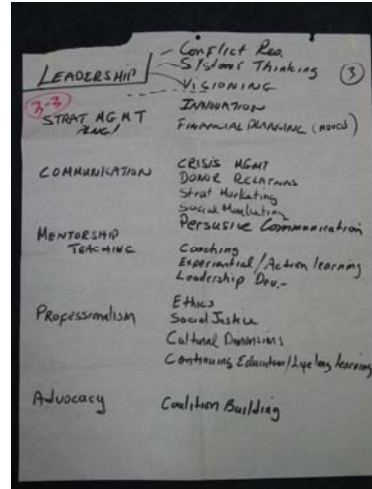 Conflict Res.
Systems Thinking
③
LEADERSHIP
VISIONING
3-3
INNOVATION
STRAT MGMT
FINANCIAL PLANNING
COMMUNICATION
CRISIS MGMT
DONOR RELATIONS
Strat Marketing
Social Marketing
Persusive Communication
MENTORSHIP
TEACHING
Coaching
Experiential/Action learning
Leadership Dev.-
Ethics
Professionalism
Social Justice
Cultural Dimensions
Continuing Education/Lifelong learning
Advocacy
Coalition Building